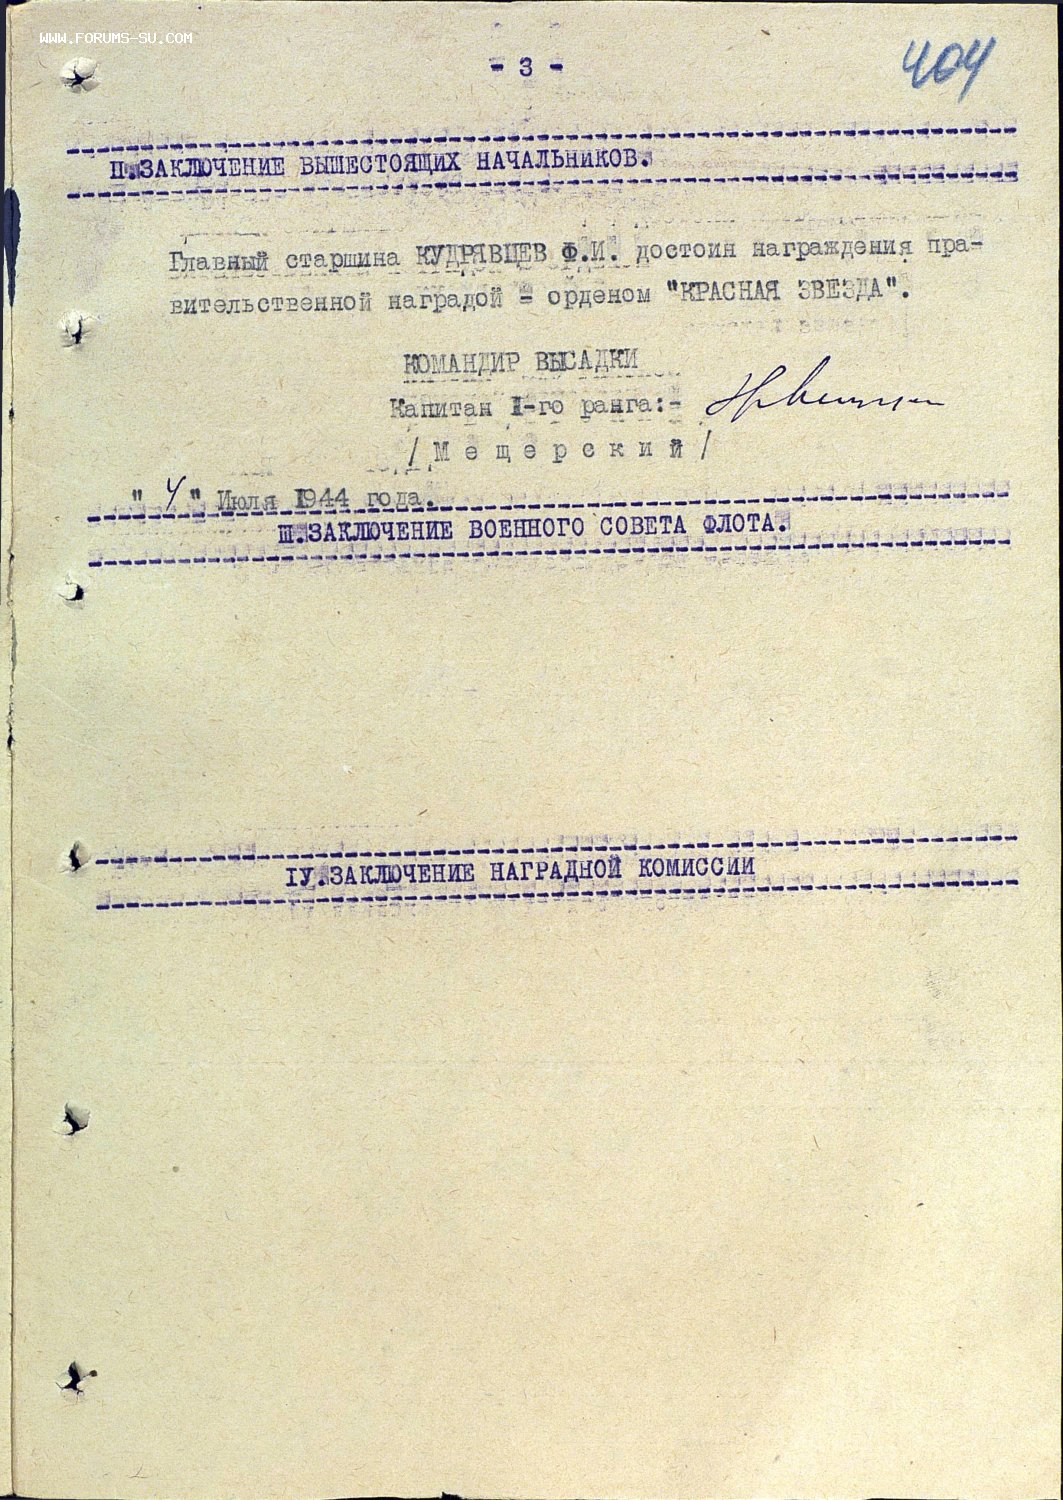 WWW.FORUMS-SU.COM
- 3 -
404
II.ЗАКЛЮЧЕНИЕ ВЫШЕСТОЯЩИХ НАЧАЛЬНИКОВ.
Главный старшина КУДРЯВЦЕВ Ф.И. достоин награждения пра-
вительственной наградой - орденом "КРАСНАЯ ЗВЕЗДА".
КОМАНДИР ВЫСАДКИ
Капитан I-го ранга:-
/ М е щ е р с к и й /
" 4 " Июля 1944 года.
Ш.ЗАКЛЮЧЕНИЕ ВОЕННОГО СОВЕТА ФЛОТА.
IУ.ЗАКЛЮЧЕНИЕ НАГРАДНОЙ КОМИССИИ